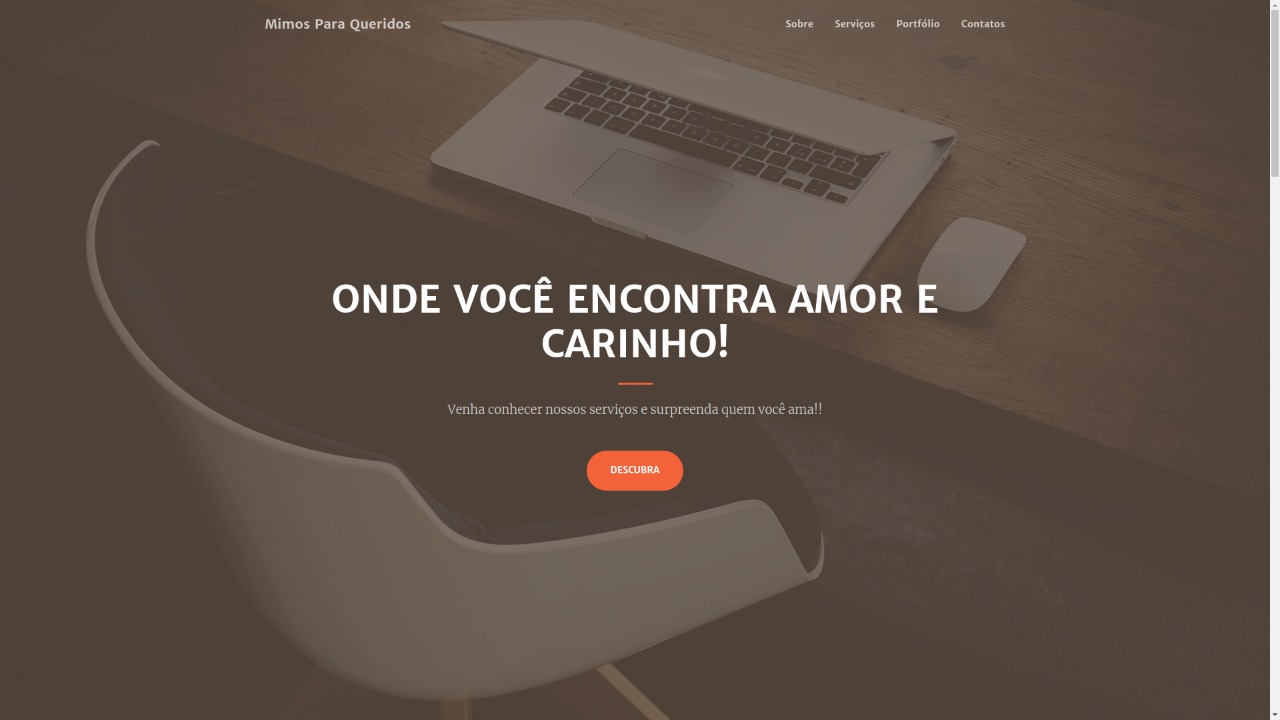 Mimos Para Queridos
Sobre Serviços Portfólio Contatos
ONDE VOCÊ ENCONTRA AMOR E
CARINHO!
Venha conhecer nossos serviços e surpreenda quem você ama!!
DESCUBRA